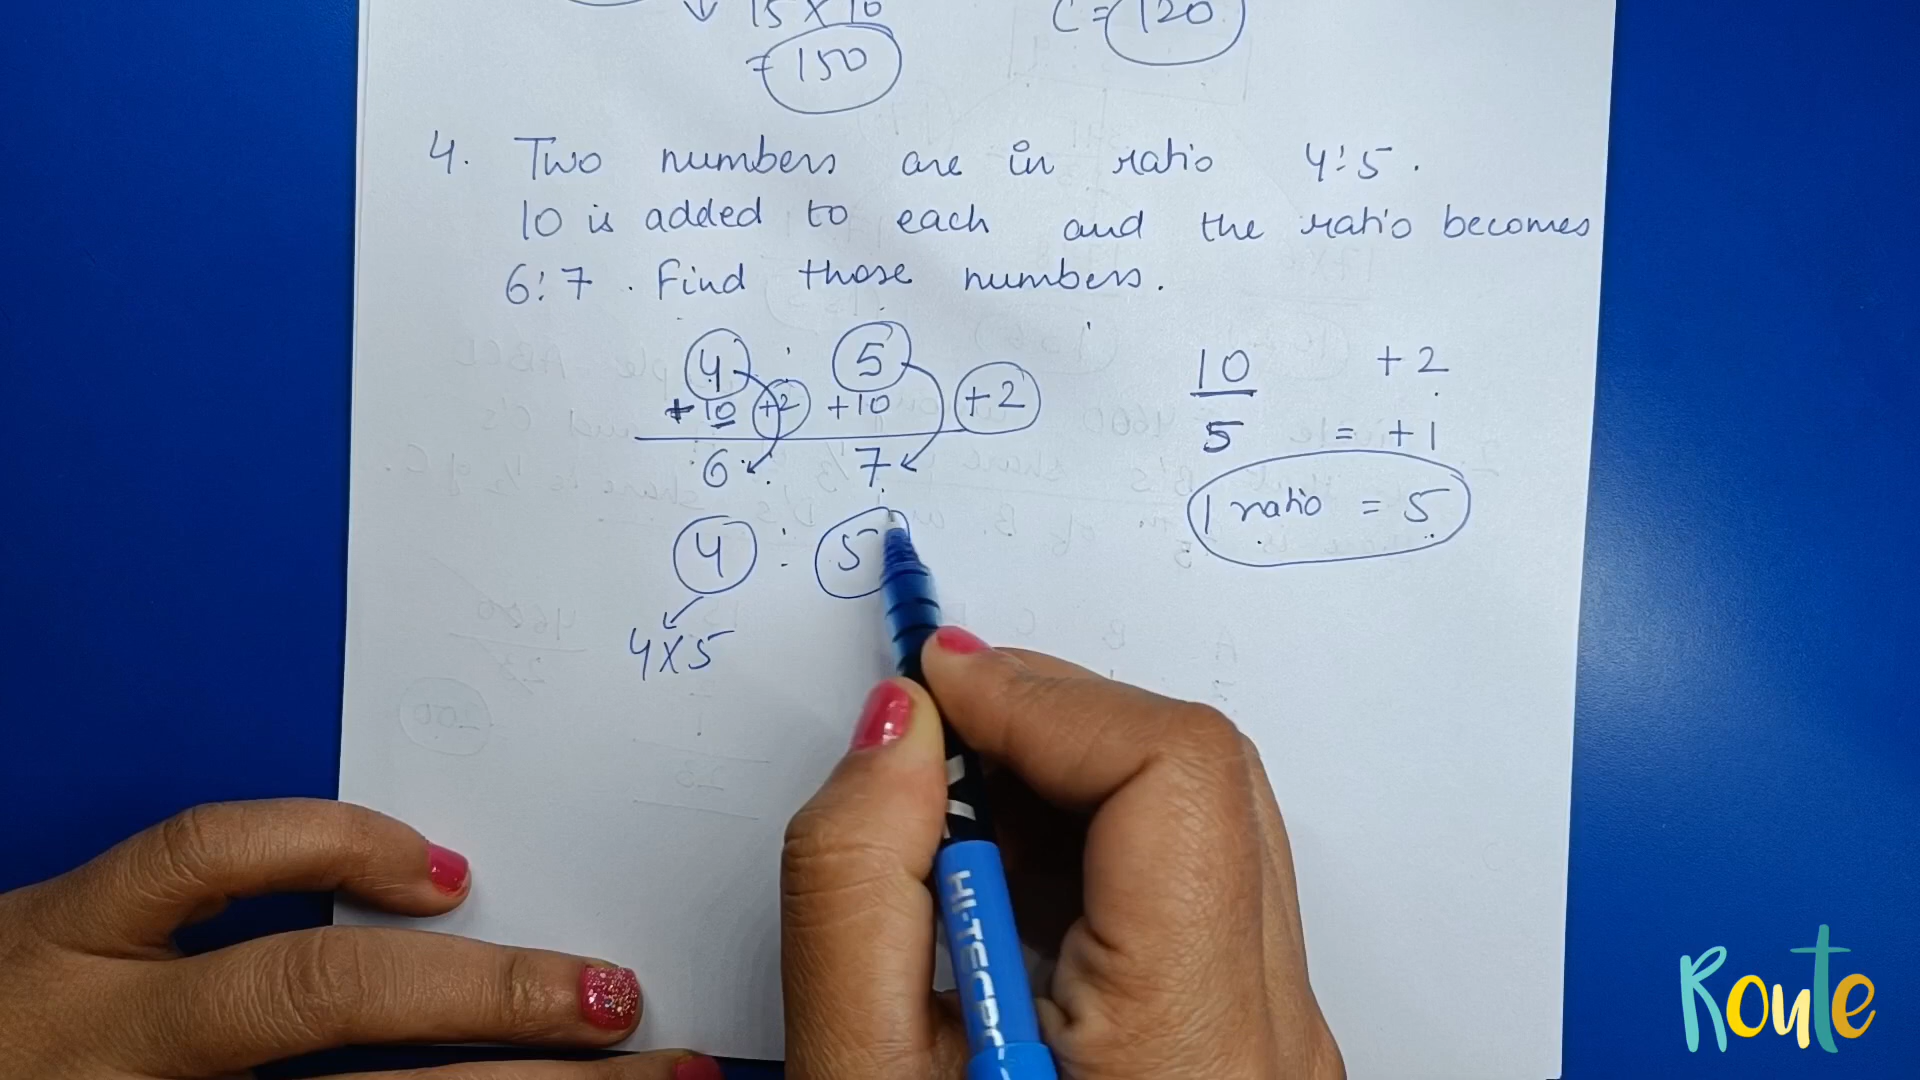 15 X 10
= 150
C = 120
4. Two numbers are in ratio 4:5.
10 is added to each and the ratio becomes
6:7. Find those numbers.
4 : 5
+10 +2 +10 +2
6 : 7
4 : 5
4X5
10 +2
5 = +1
1 ratio = 5
HI-TECP
Route